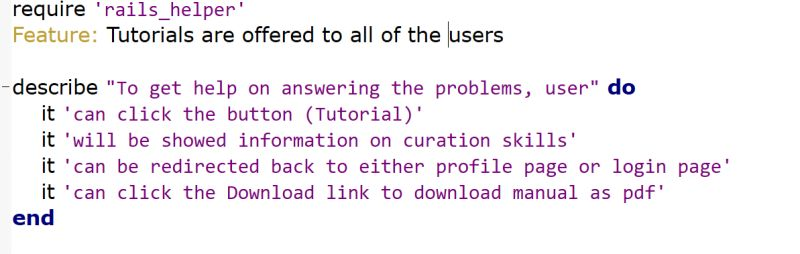 require 'rails_helper'
Feature: Tutorials are offered to all of the users
describe "To get help on answering the problems, user" do
it 'can click the button (Tutorial)'
it 'will be showed information on curation skills'
it 'can be redirected back to either profile page or login page'
it 'can click the Download link to download manual as pdf'
end